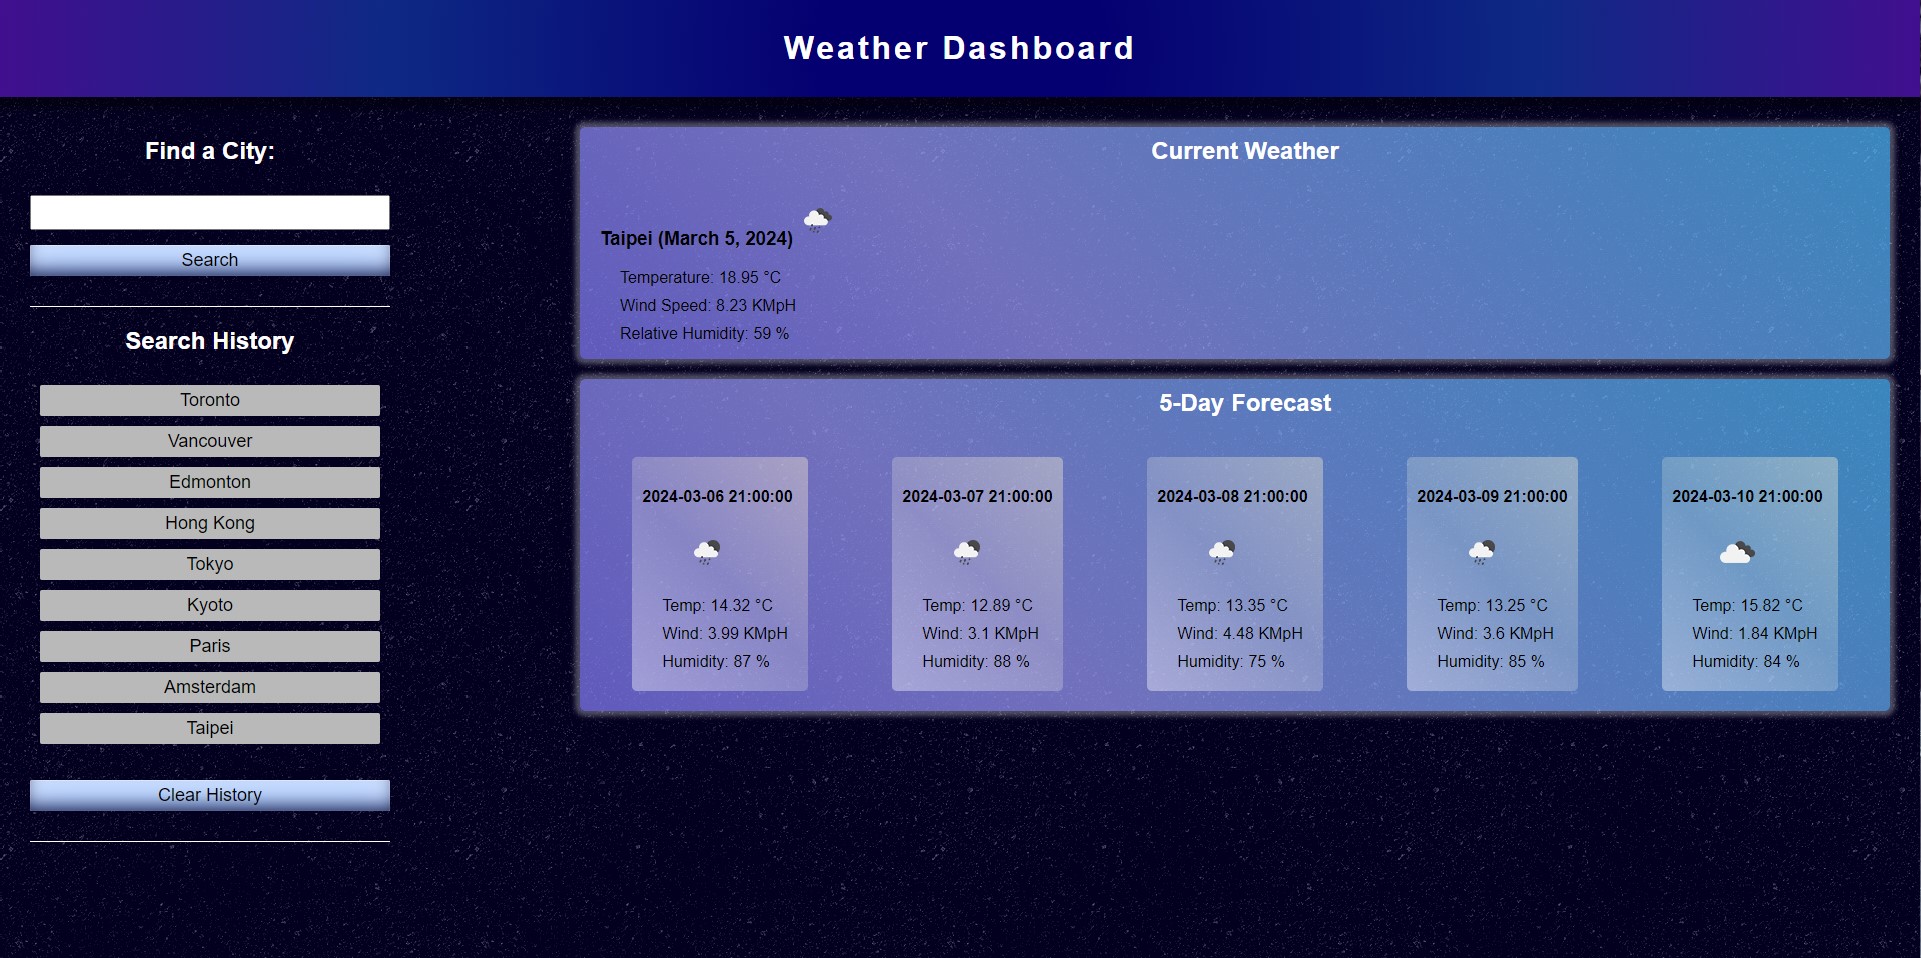 Weather Dashboard
Find a City:
Search
Search History
Toronto
Vancouver
Edmonton
Hong Kong
Tokyo
Kyoto
Paris
Amsterdam
Taipei
Clear History
Current Weather
Taipei (March 5, 2024)
Temperature: 18.95 °C
Wind Speed: 8.23 KMpH
Relative Humidity: 59 %
5-Day Forecast
2024-03-06 21:00:00
Temp: 14.32 °C
Wind: 3.99 KMpH
Humidity: 87 %
2024-03-07 21:00:00
Temp: 12.89 °C
Wind: 3.1 KMpH
Humidity: 88 %
2024-03-08 21:00:00
Temp: 13.35 °C
Wind: 4.48 KMpH
Humidity: 75 %
2024-03-09 21:00:00
Temp: 13.25 °C
Wind: 3.6 KMpH
Humidity: 85 %
2024-03-10 21:00:00
Temp: 15.82 °C
Wind: 1.84 KMpH
Humidity: 84 %